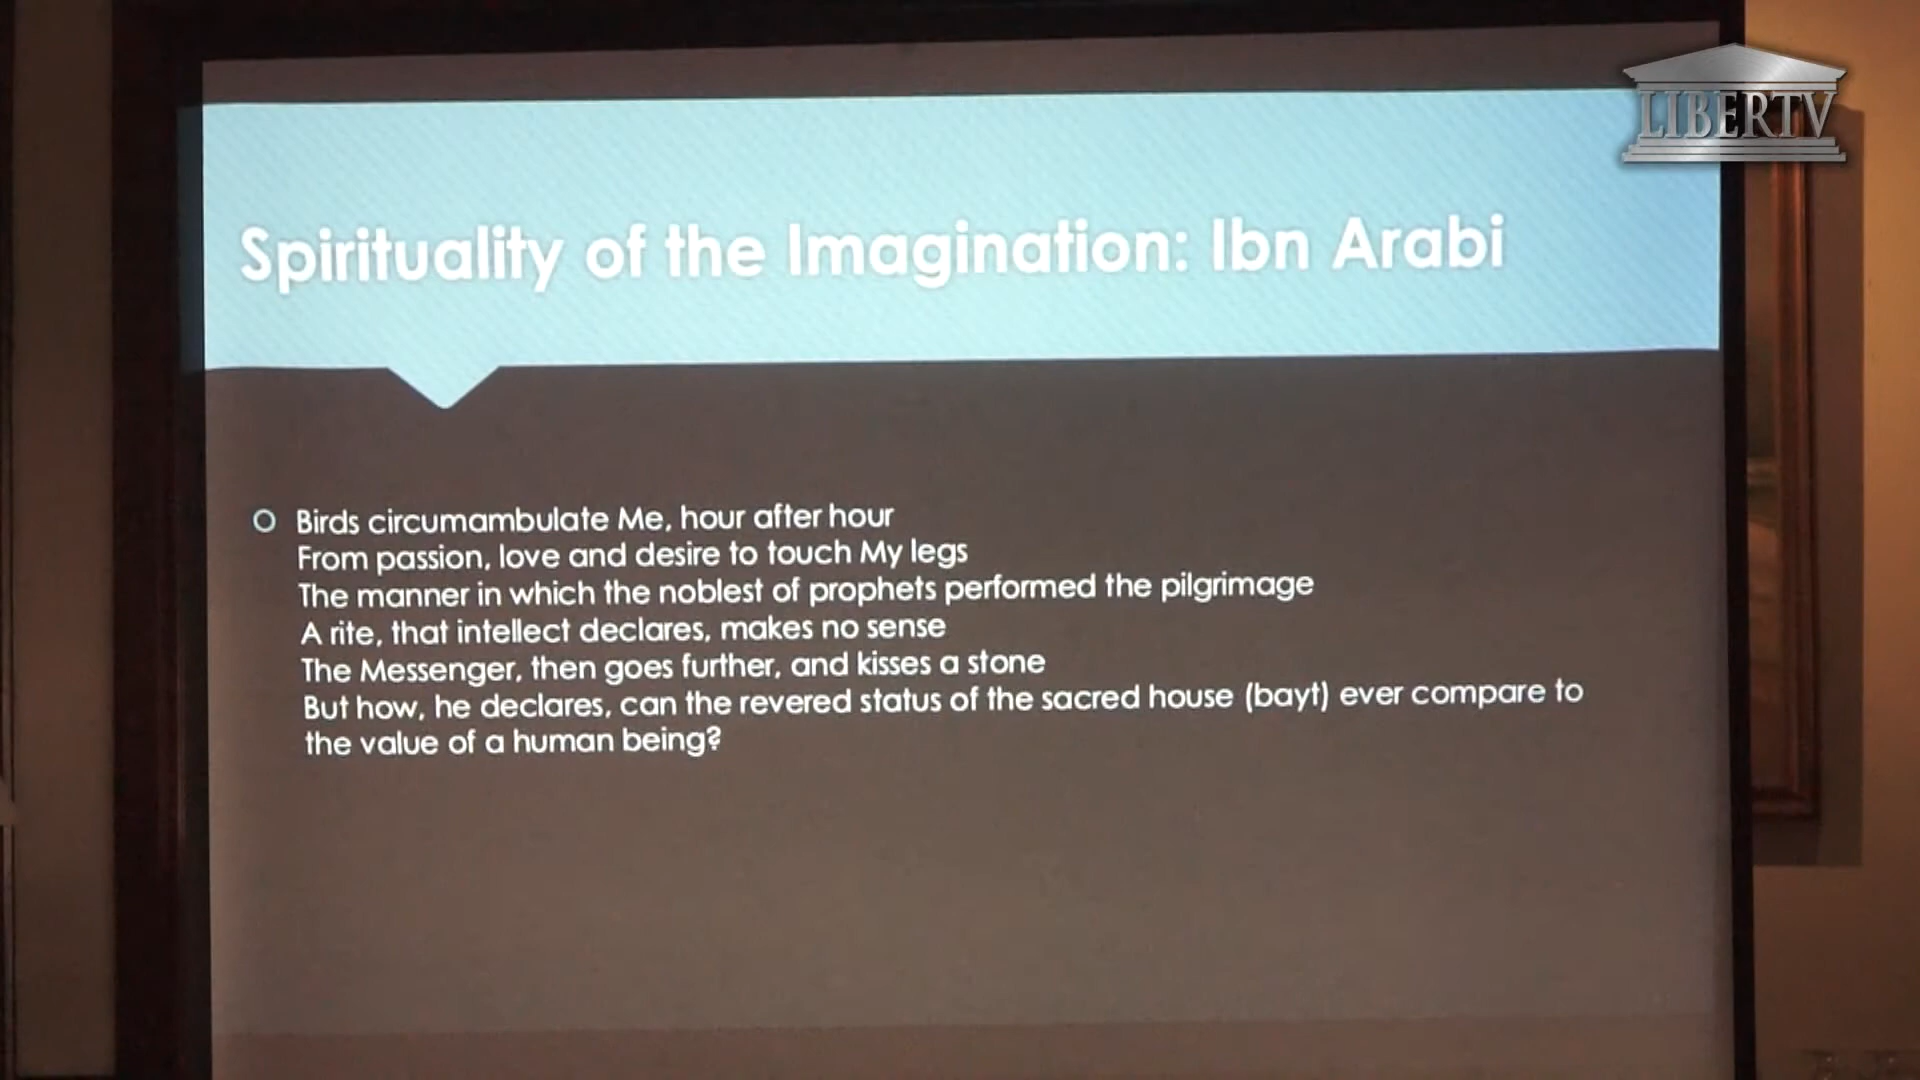 LIBERTV
Spirituality of the Imagination: Ibn Arabi
Birds circumambulate Me, hour after hour
From passion, love and desire to touch My legs
The manner in which the noblest of prophets performed the pilgrimage
A rite, that intellect declares, makes no sense
The Messenger, then goes further, and kisses a stone
But how, he declares, can the revered status of the sacred house (bayt) ever compare to
the value of a human being?